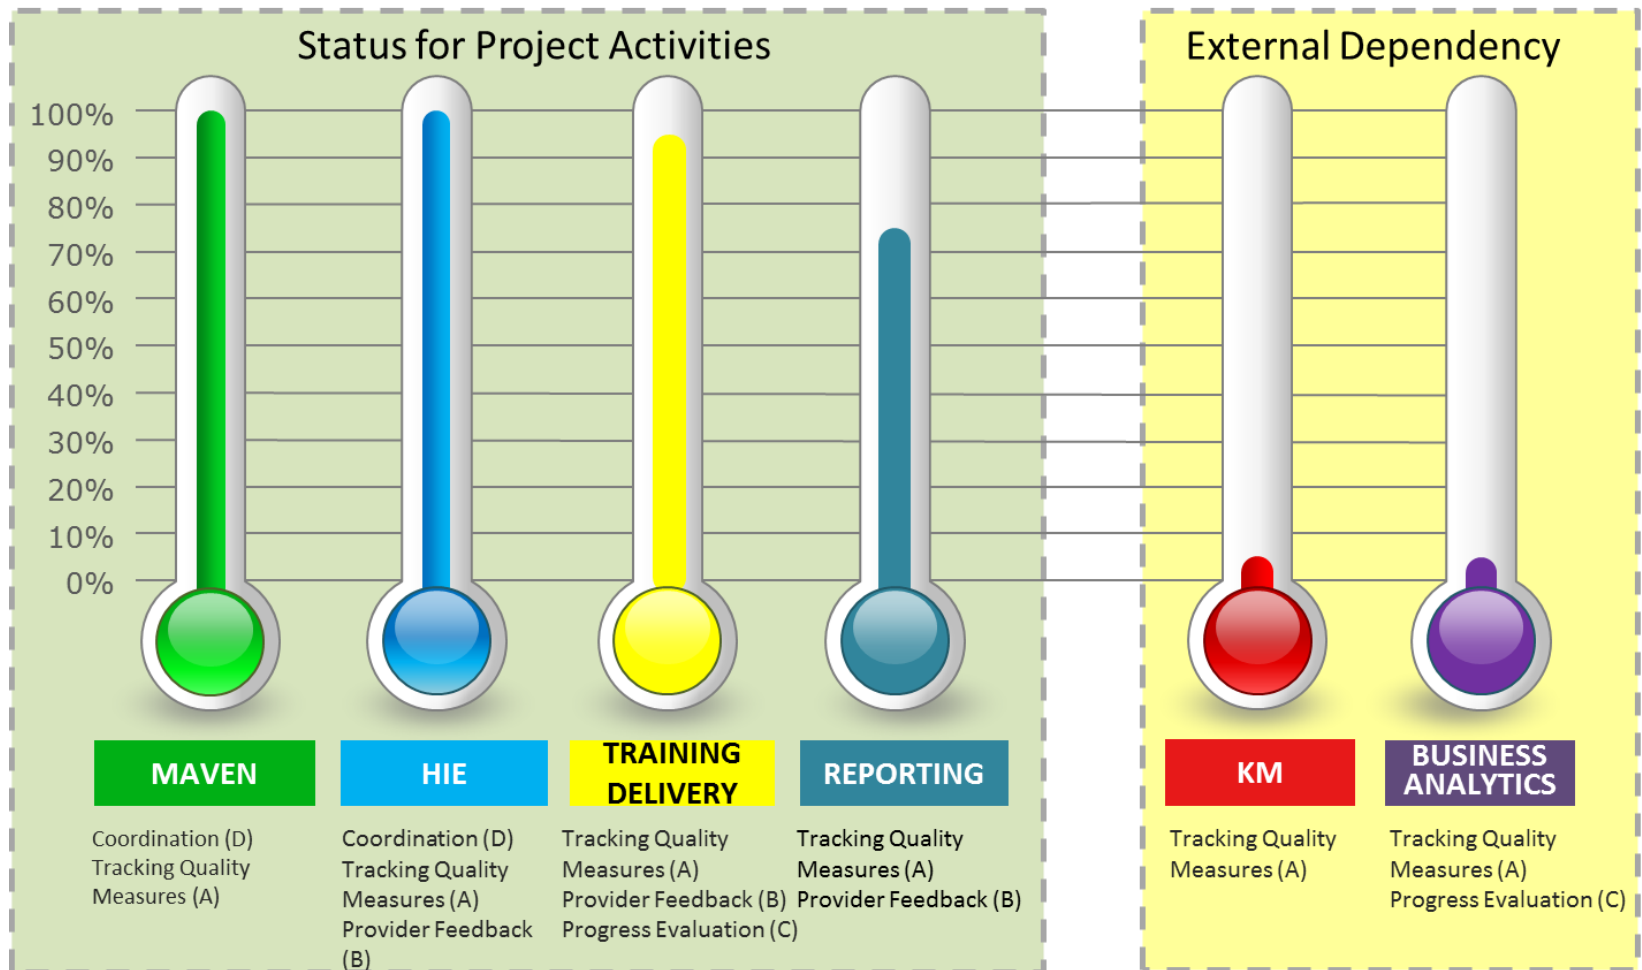 Status for Project Activities
External Dependency
100%
90%
80%
70%
60%
50%
40%
30%
20%
10%
0%
MAVEN
Coordination (D)
Tracking Quality
Measures (A)
HIE
Coordination (D)
Tracking Quality
Measures (A)
Provider Feedback
(B)
TRAINING
DELIVERY
Tracking Quality
Measures (A)
Provider Feedback (B)
Progress Evaluation (C)
REPORTING
Tracking Quality
Measures (A)
Provider Feedback (B)
KM
Tracking Quality
Measures (A)
BUSINESS
ANALYTICS
Tracking Quality
Measures (A)
Progress Evaluation (C)